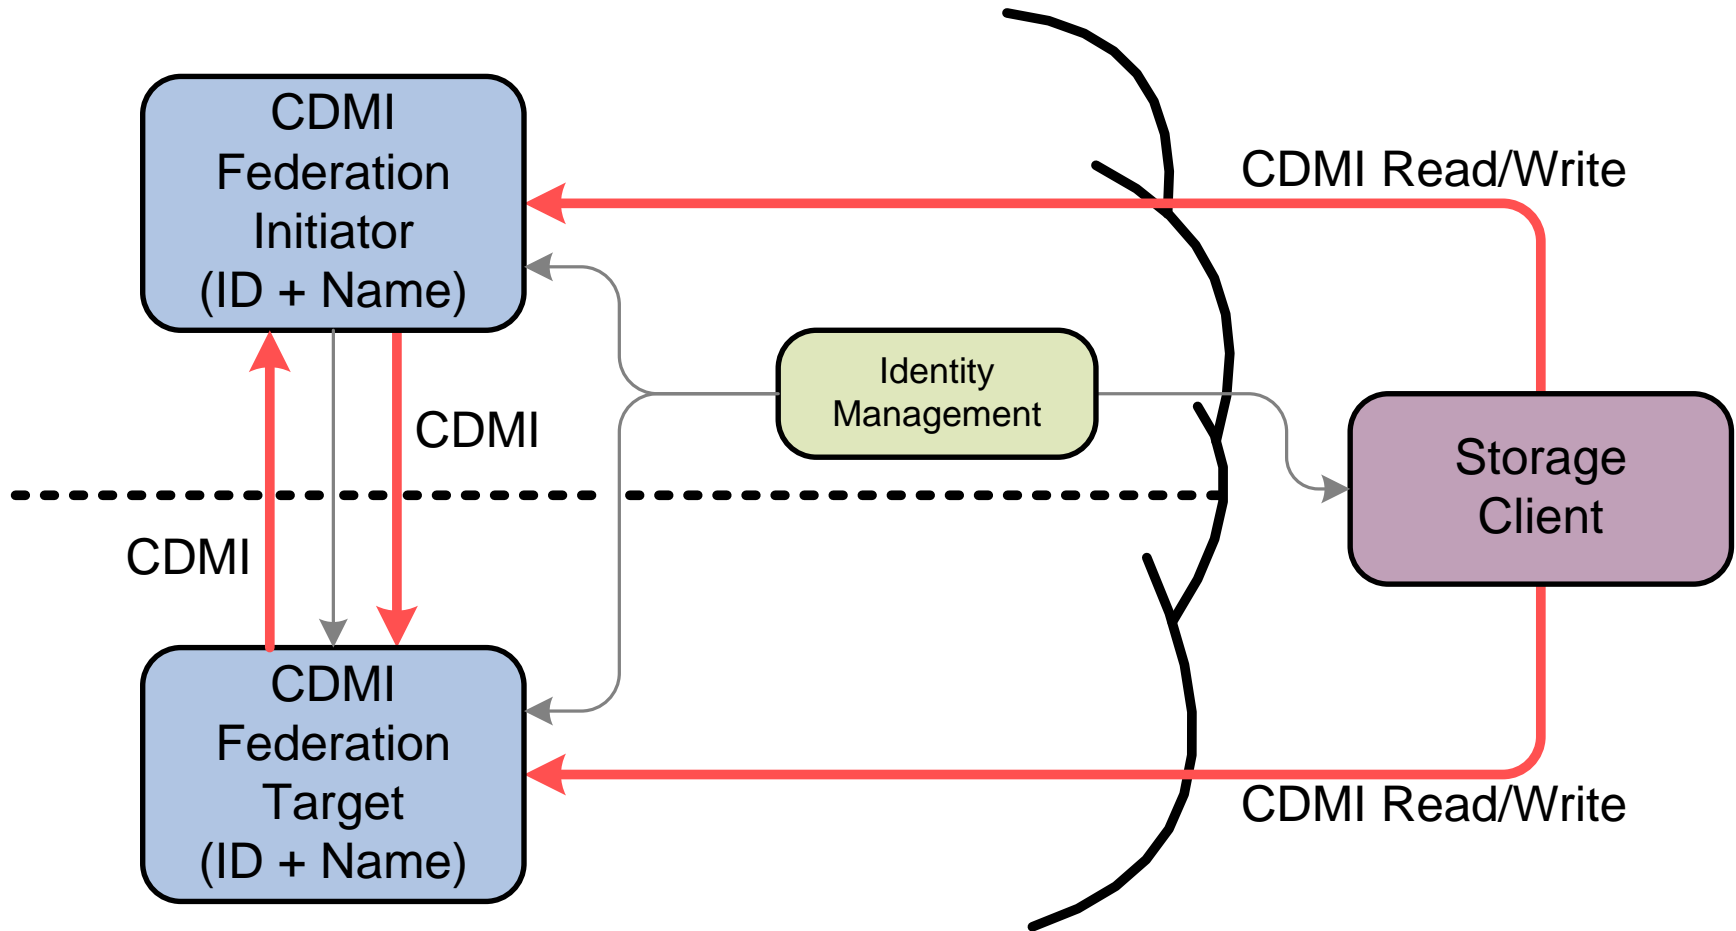 CDMI
Federation
Initiator
(ID + Name)
CDMI Read/Write
Identity
Management
CDMI
Storage
Client
CDMI
CDMI
Federation
Target
(ID + Name)
CDMI Read/Write